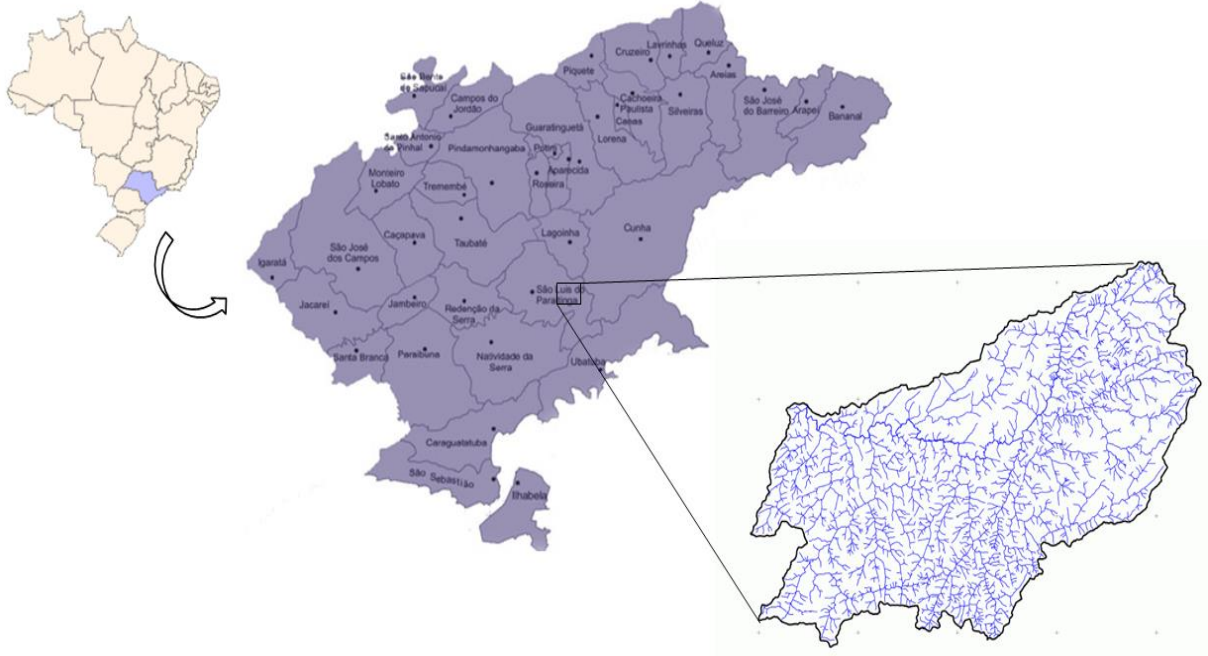 Queluz
Lavrinhas
Cruzeiro
Piquete
Areias
São Bento
do Sapucaí
Campos do
Jordão
Cachoeira
Paulista
Canas
Silveiras
São José
do Barreiro
Arapeí
Bananal
Guaratinguetá
Lorena
Santo Antonio
do Pinhal
Pindamonhangaba
Potim
Aparecida
Roseira
Monteiro
Lobato
Tremembé
Caçapava
Taubaté
Lagoinha
Cunha
Igaratá
São José
dos Campos
São Luis do
Paraitinga
Jacareí
Jambeiro
Redenção da
Serra
Santa Branca
Paraibuna
Natividade da
Serra
Ubatuba
Caraguatatuba
São Sebastião
Ilhabela